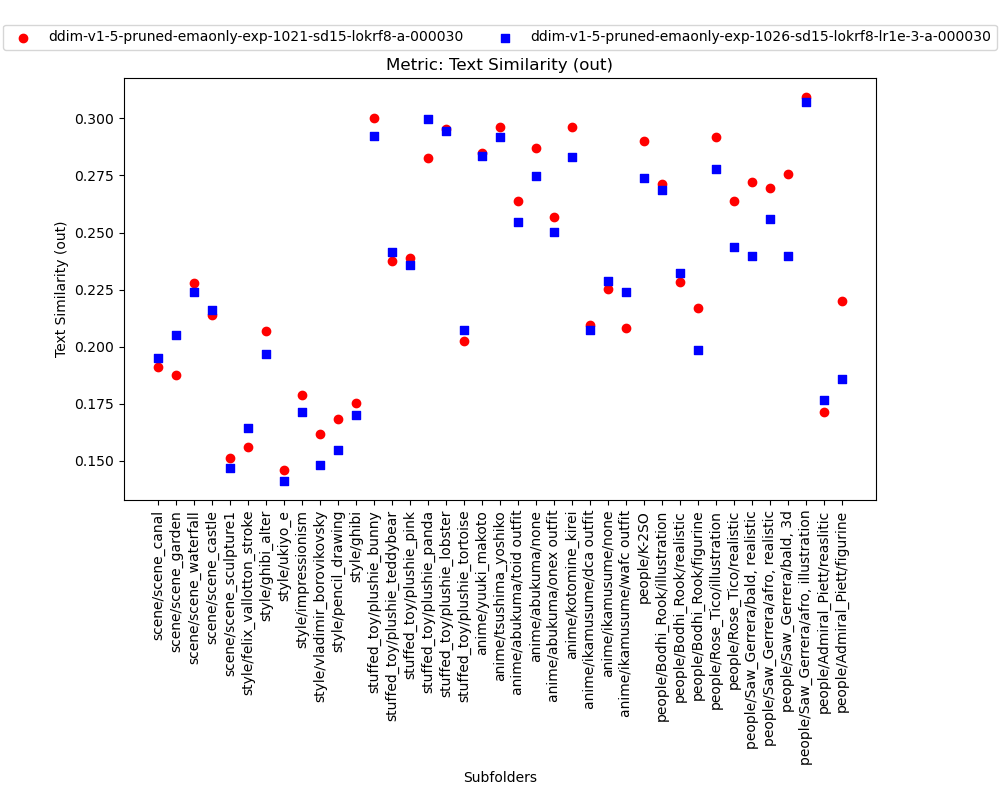 ddim-v1-5-pruned-emaonly-exp-1021-sd15-lokrf8-a-000030
ddim-v1-5-pruned-emaonly-exp-1026-sd15-lokrf8-lr1e-3-a-000030
Metric: Text Similarity (out)
Text Similarity (out)
0.300
0.275
0.250
0.225
0.200
0.175
0.150
scene/scene_canal
scene/scene_garden
scene/scene_waterfall
scene/scene_castle
scene/scene_sculpture1
style/felix_vallotton_stroke
style/ghibi_alter
style/ukiyo_e
style/impressionism
style/vladimir_borovikovsky
style/pencil_drawing
style/ghibi
stuffed_toy/plushie_bunny
stuffed_toy/plushie_teddybear
stuffed_toy/plushie_pink
stuffed_toy/plushie_panda
stuffed_toy/plushie_lobster
stuffed_toy/plushie_tortoise
anime/yuuki_makoto
anime/tsushima_yoshiko
anime/abukuma/toid outfit
anime/abukuma/none
anime/abukuma/onex outfit
anime/kotomine_kirei
anime/ikamusume/dca outfit
anime/ikamusume/none
anime/ikamusume/wafc outfit
people/K-2SO
people/Bodhi_Rook/illustration
people/Bodhi_Rook/realistic
people/Bodhi_Rook/figurine
people/Rose_Tico/illustration
people/Rose_Tico/realistic
people/Saw_Gerrera/bald, realistic
people/Saw_Gerrera/afro, realistic
people/Saw_Gerrera/bald, 3d
people/Saw_Gerrera/afro, illustration
people/Admiral_Piett/reaslitic
people/Admiral_Piett/figurine
Subfolders